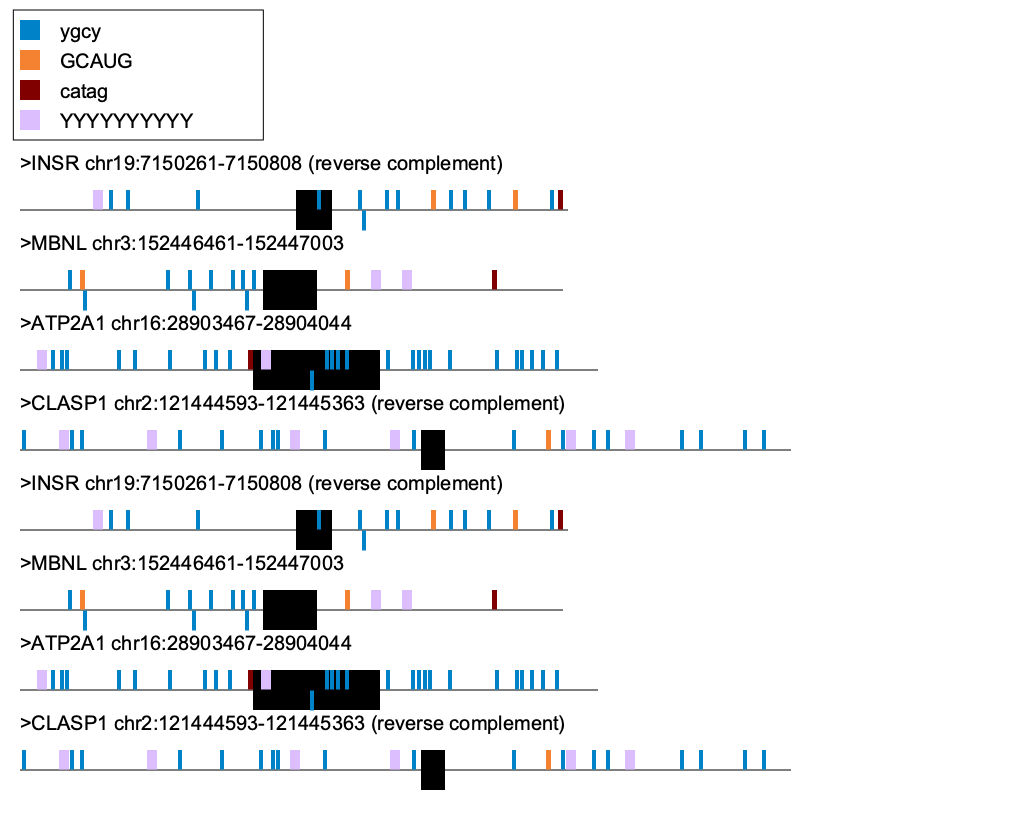 ygcy
GCAUG
catag
YYYYYYYYYY
>INSR chr19:7150261-7150808 (reverse complement)
>MBNL chr3:152446461-152447003
>ATP2A1 chr16:28903467-28904044
>CLASP1 chr2:121444593-121445363 (reverse complement)
>INSR chr19:7150261-7150808 (reverse complement)
>MBNL chr3:152446461-152447003
>ATP2A1 chr16:28903467-28904044
>CLASP1 chr2:121444593-121445363 (reverse complement)